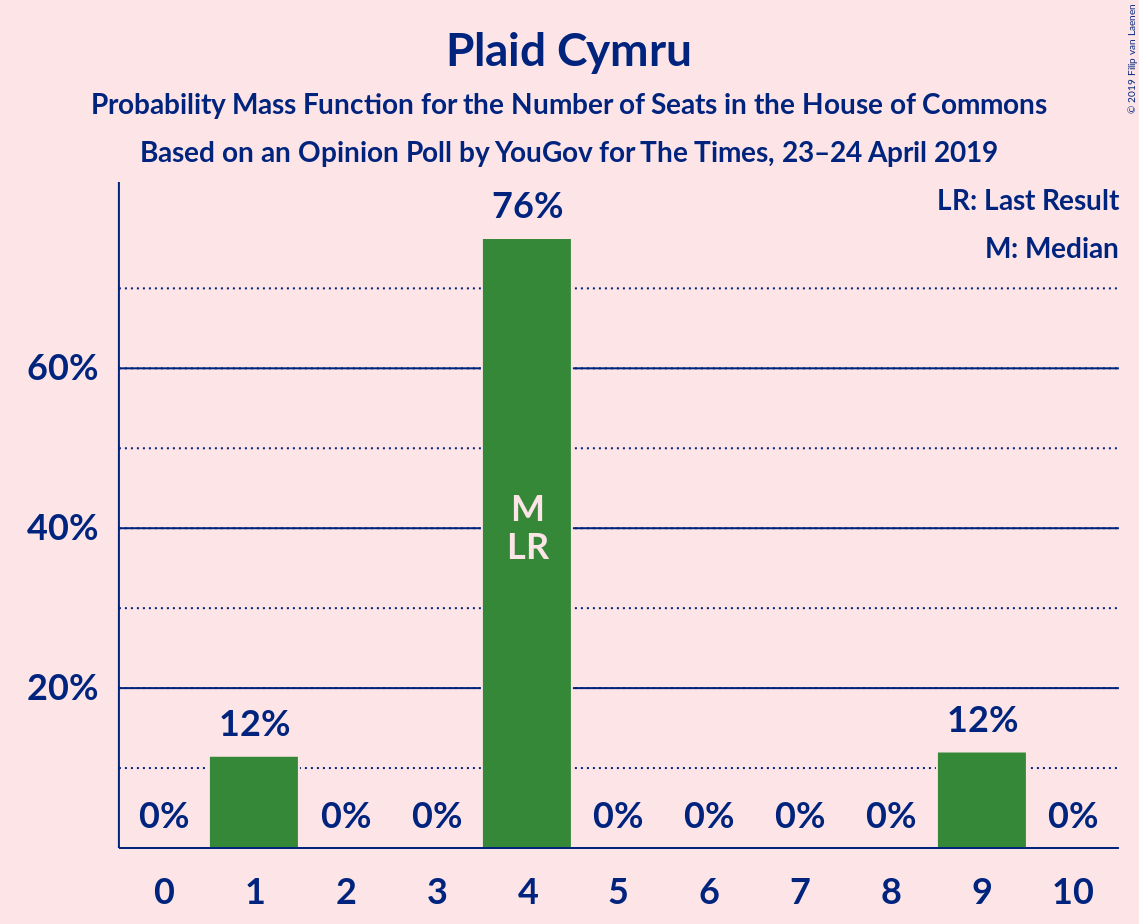 Plaid Cymru
Probability Mass Function for the Number of Seats in the House of Commons
Based on an Opinion Poll by YouGov for The Times, 23–24 April 2019
© 2019 Filip van Laenen
LR: Last Result
M: Median
76%
60%
40%
20%
M
LR
12%
12%
0%
0%
0%
0%
0%
0%
0%
0%
0 1 2 3 4 5 6 7 8 9 10